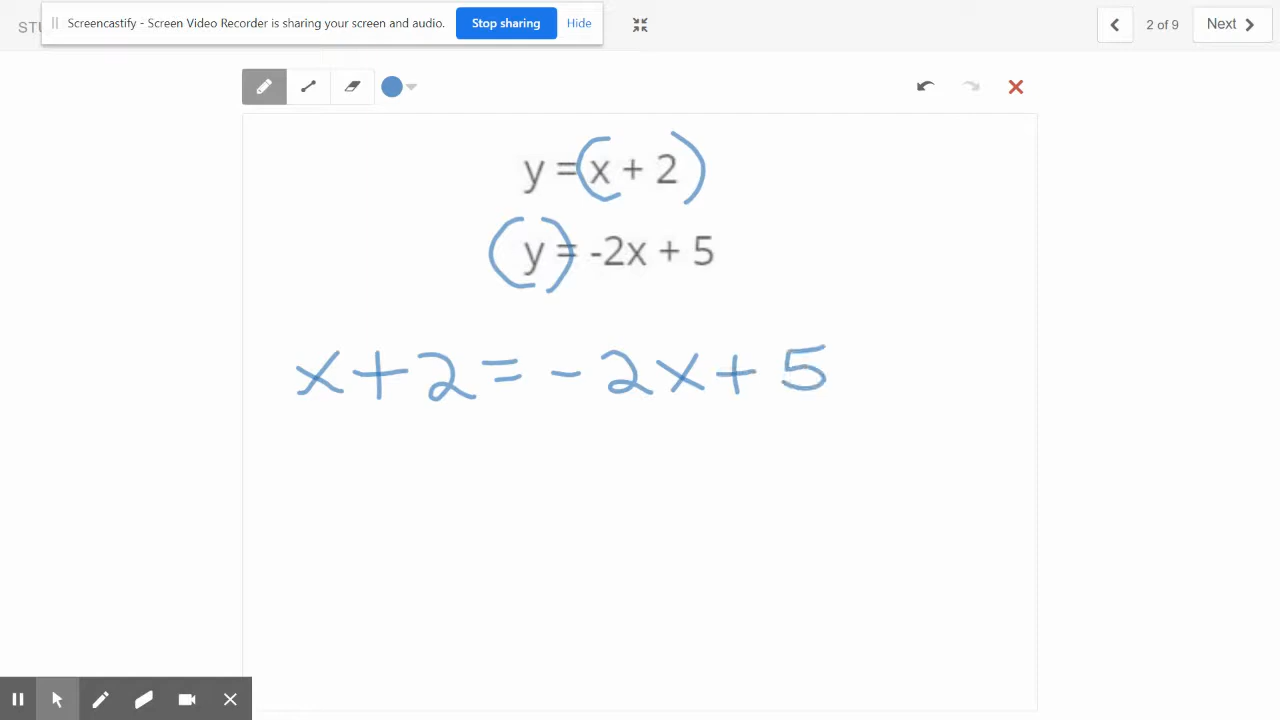 STU
Screencastify - Screen Video Recorder is sharing your screen and audio. Stop sharing Hide
2 of 9 Next
y = (x + 2)
(y) = -2x + 5
x + 2 = - 2x + 5